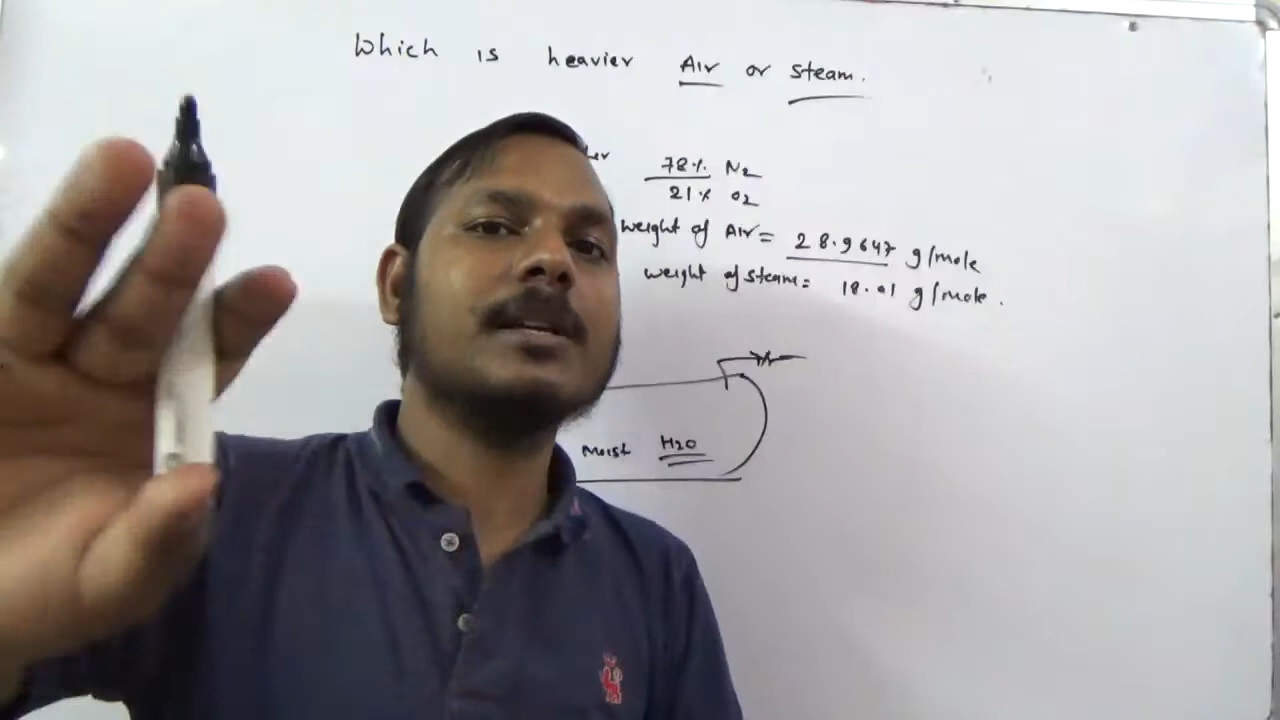 Which is heavier Air or steam.
78% N2
21% O2
weight of Air = 28.9647 g/mole
weight of steam = 18.01 g/mole.
Moist H2O